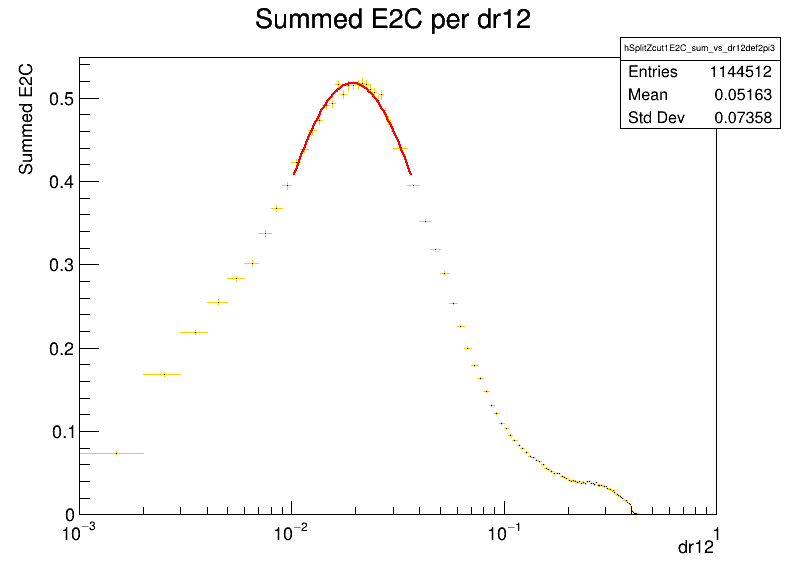 Summed E2C per dr12
hSplitZcut1E2C_sum_vs_dr12def2pi3
Entries 1144512
Mean 0.05163
Std Dev 0.07358
Summed E2C
0.5
0.4
0.3
0.2
0.1
0
10⁻³ 10⁻² 10⁻¹ 1
dr12